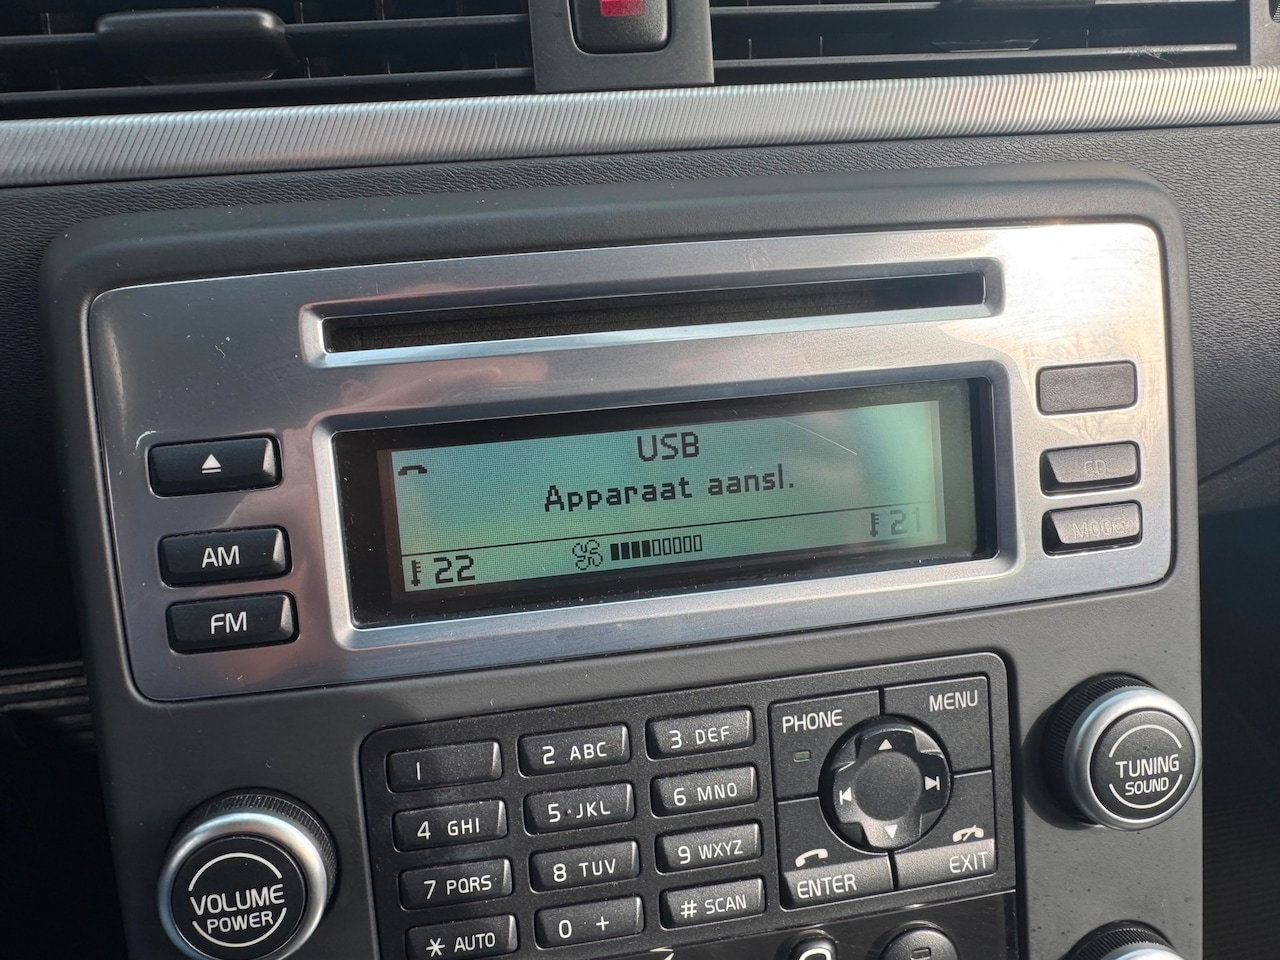 USB
Apparaat aansl.
22
21
AM
FM
CD
MODE
1
2 ABC
3 DEF
4 GHI
5 JKL
6 MNO
7 PQRS
8 TUV
9 WXYZ
* AUTO
0 +
# SCAN
PHONE
MENU
ENTER
EXIT
VOLUME
POWER
TUNING
SOUND